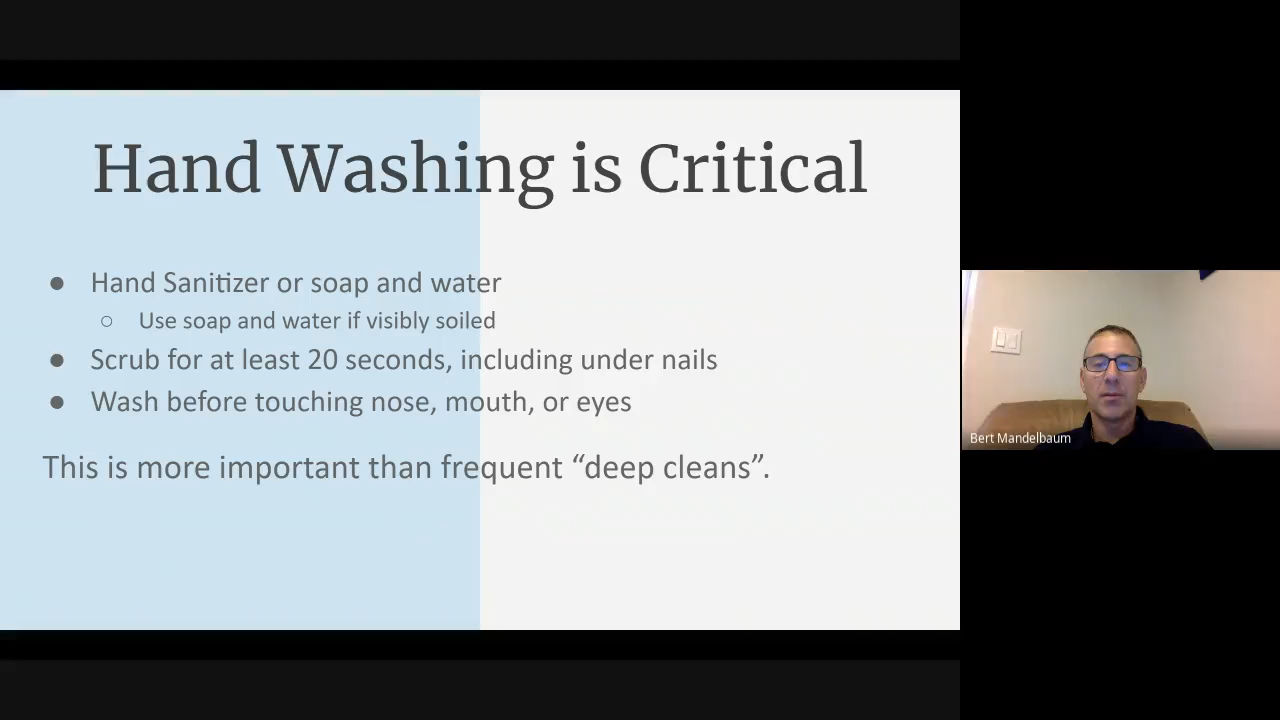 Hand Washing is Critical
● Hand Sanitizer or soap and water
○ Use soap and water if visibly soiled
● Scrub for at least 20 seconds, including under nails
● Wash before touching nose, mouth, or eyes
This is more important than frequent “deep cleans”.
Bert Mandelbaum